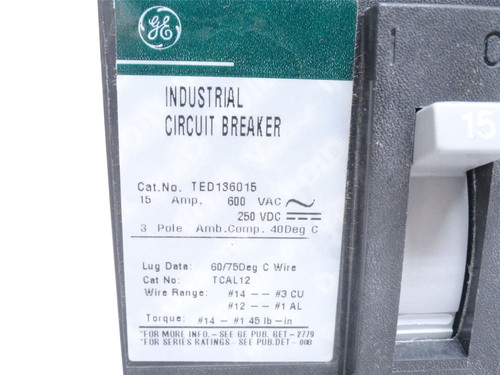 GE
INDUSTRIAL
CIRCUIT BREAKER
Cat.No. TED136015
15 Amp. 600 VAC
250 VDC
3 Pole Amb.Comp. 40Deg C
Lug Data: 60/75Deg C Wire
Cat No: TCAL12
Wire Range: #14 -- #3 CU
#12 -- #1 AL
Torque: #14 - #1 45 lb-in
*FOR MORE INFO.- SEE GE PUB. GET-2779
*FOR SERIES RATINGS- SEE PUB.DET-008
I O
15